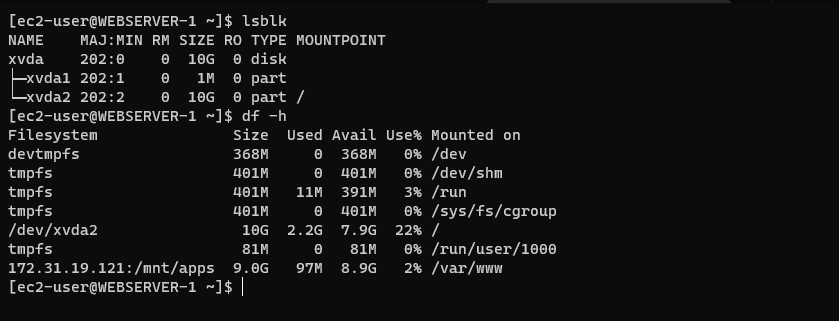 [ec2-user@WEBSERVER-1 ~]$ lsblk
NAME    MAJ:MIN RM SIZE RO TYPE MOUNTPOINT
xvda    202:0    0  10G  0 disk
├─xvda1 202:1    0   1M  0 part
└─xvda2 202:2    0  10G  0 part /
[ec2-user@WEBSERVER-1 ~]$ df -h
Filesystem               Size  Used Avail Use% Mounted on
devtmpfs                 368M     0  368M   0% /dev
tmpfs                    401M     0  401M   0% /dev/shm
tmpfs                    401M   11M  391M   3% /run
tmpfs                    401M     0  401M   0% /sys/fs/cgroup
/dev/xvda2                10G  2.2G  7.9G  22% /
tmpfs                     81M     0   81M   0% /run/user/1000
172.31.19.121:/mnt/apps  9.0G   97M  8.9G   2% /var/www
[ec2-user@WEBSERVER-1 ~]$